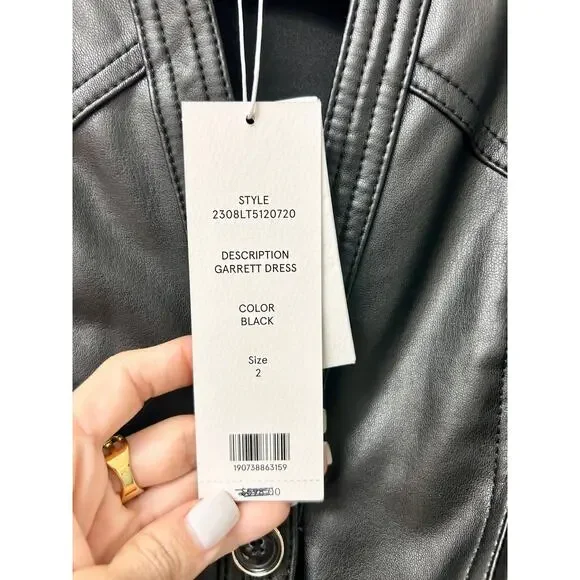 STYLE
2308LT5120720
DESCRIPTION
GARRETT DRESS
COLOR
BLACK
Size
2
190738863159